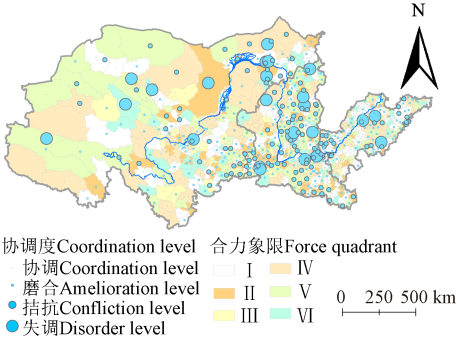 N
协调度Coordination level
协调Coordination level
磨合Amelioration level
拮抗Confliction level
失调Disorder level
合力象限Force quadrant
I
II
III
IV
V
VI
0 250 500 km